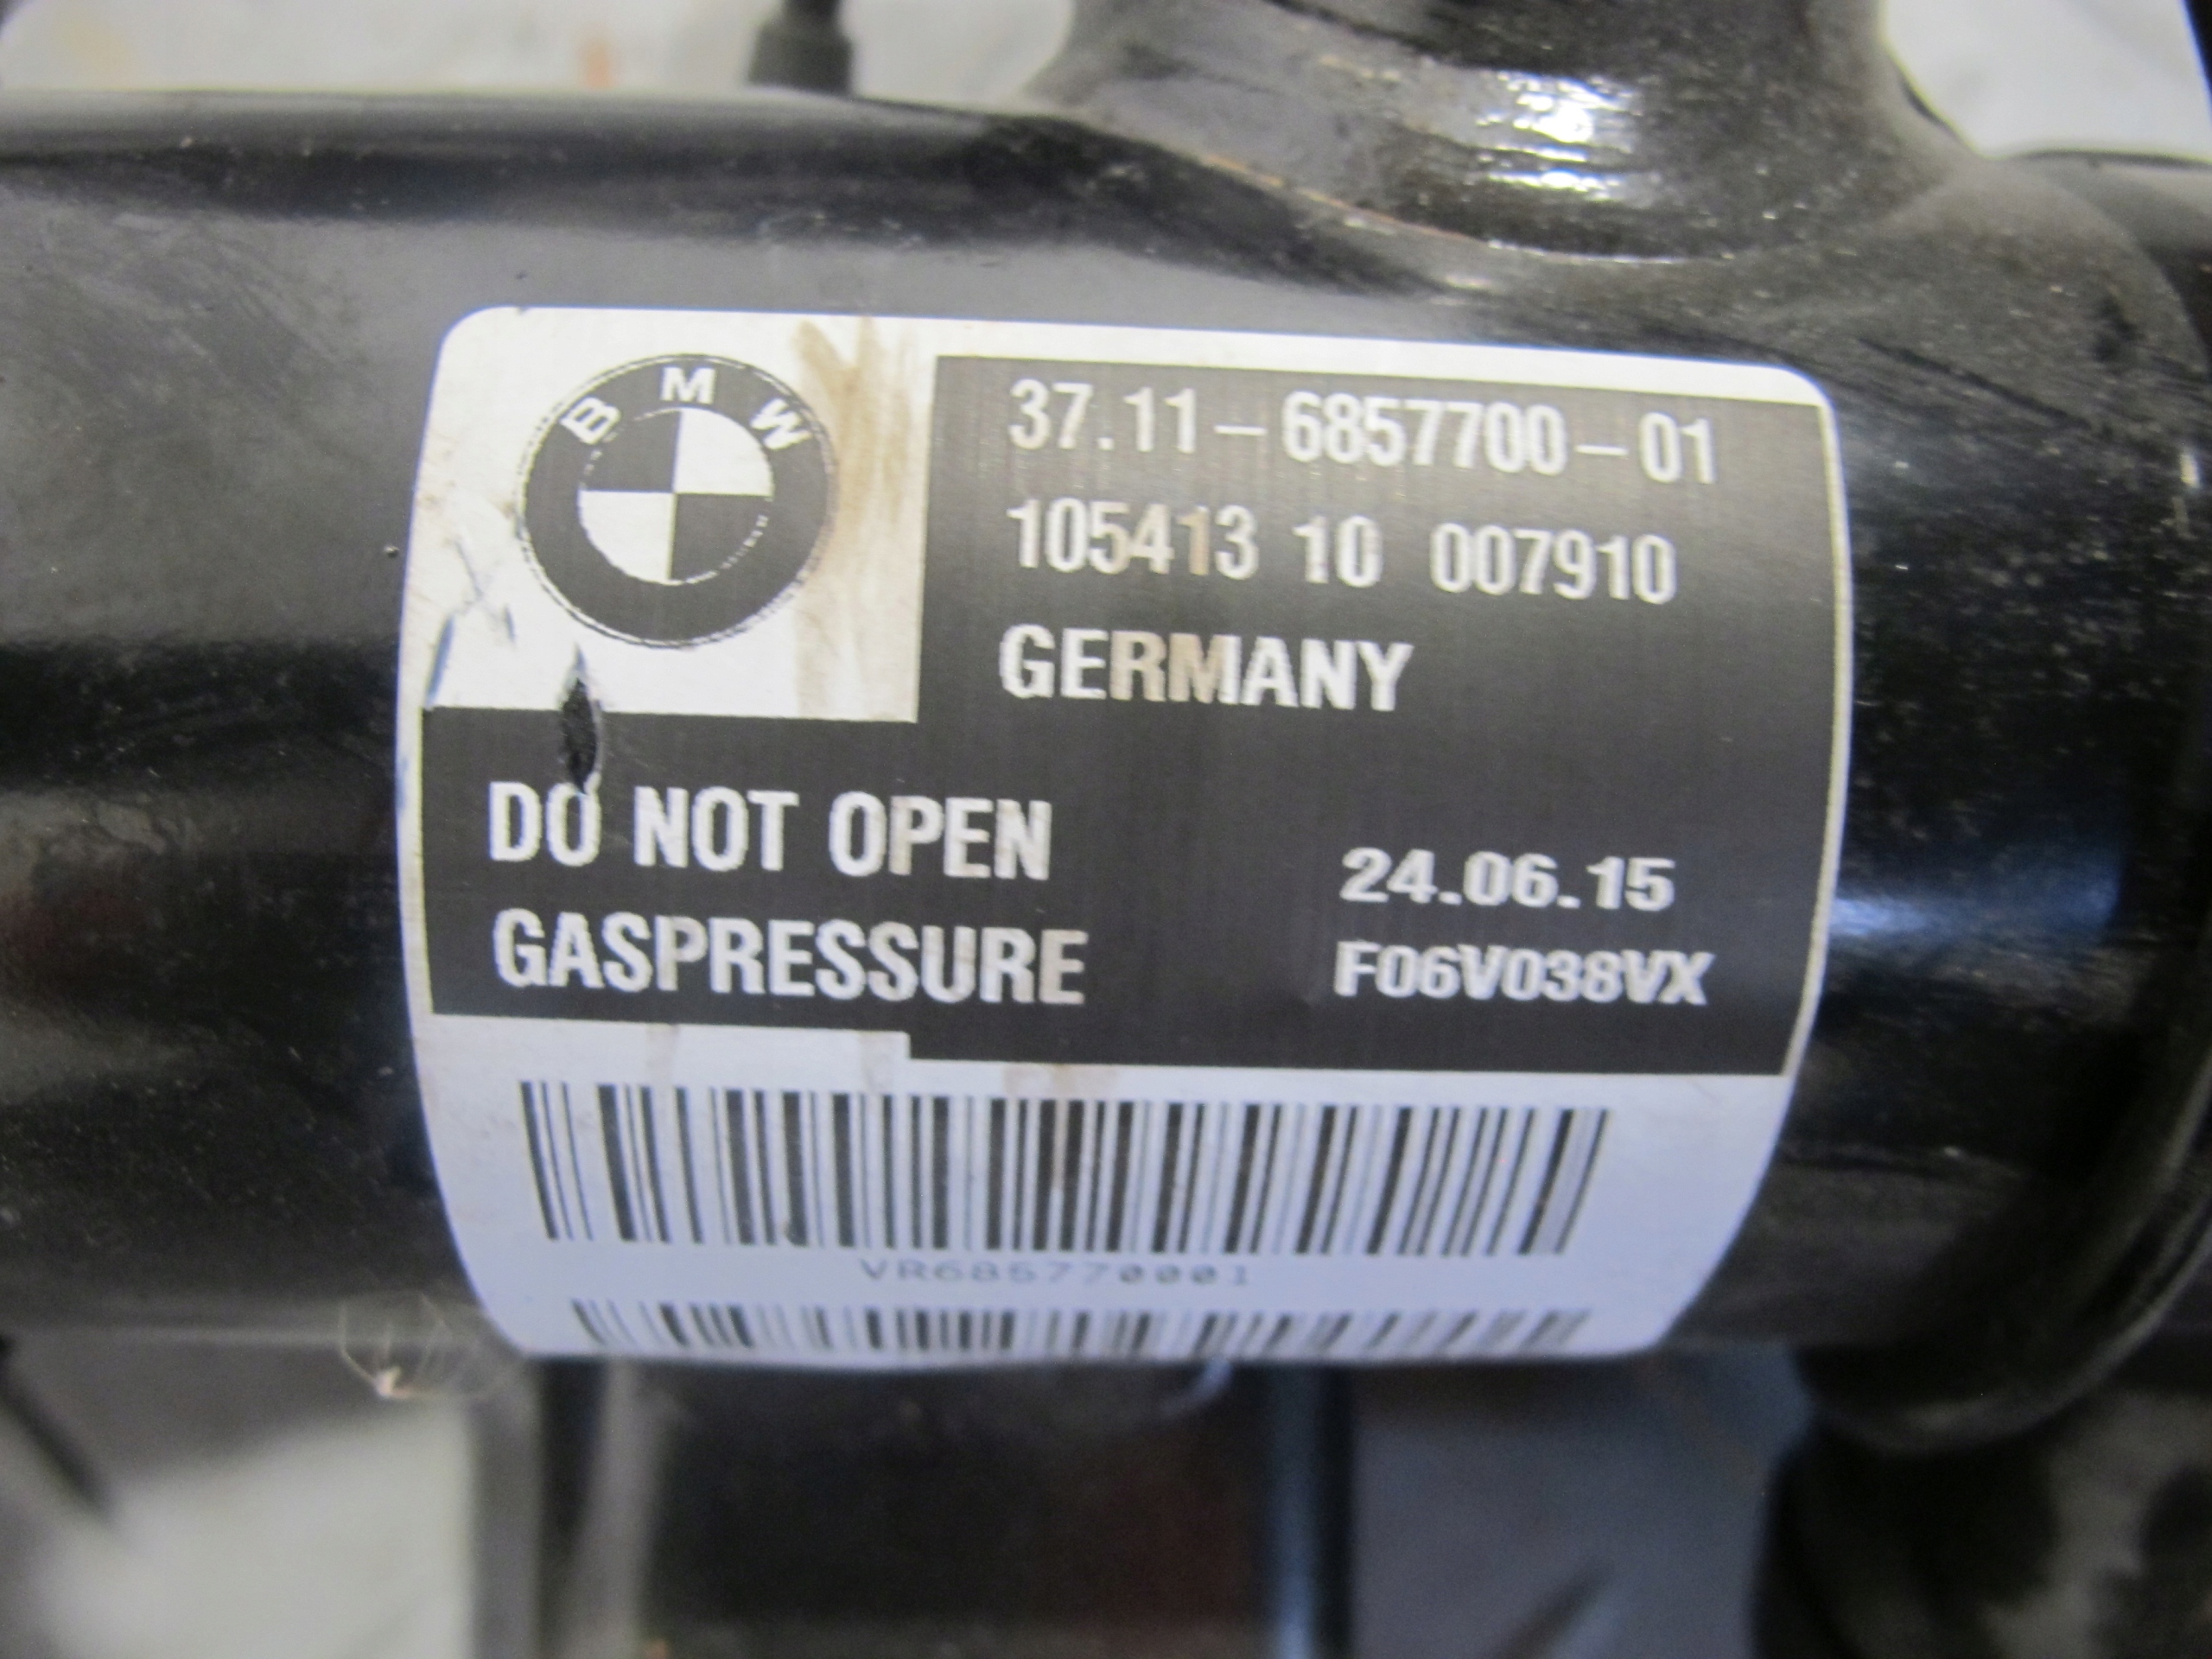 BMW
37.11-6857700-01
105413 10 007910
GERMANY
DO NOT OPEN
GASPRESSURE
24.06.15
F06V038VX
VR685770001